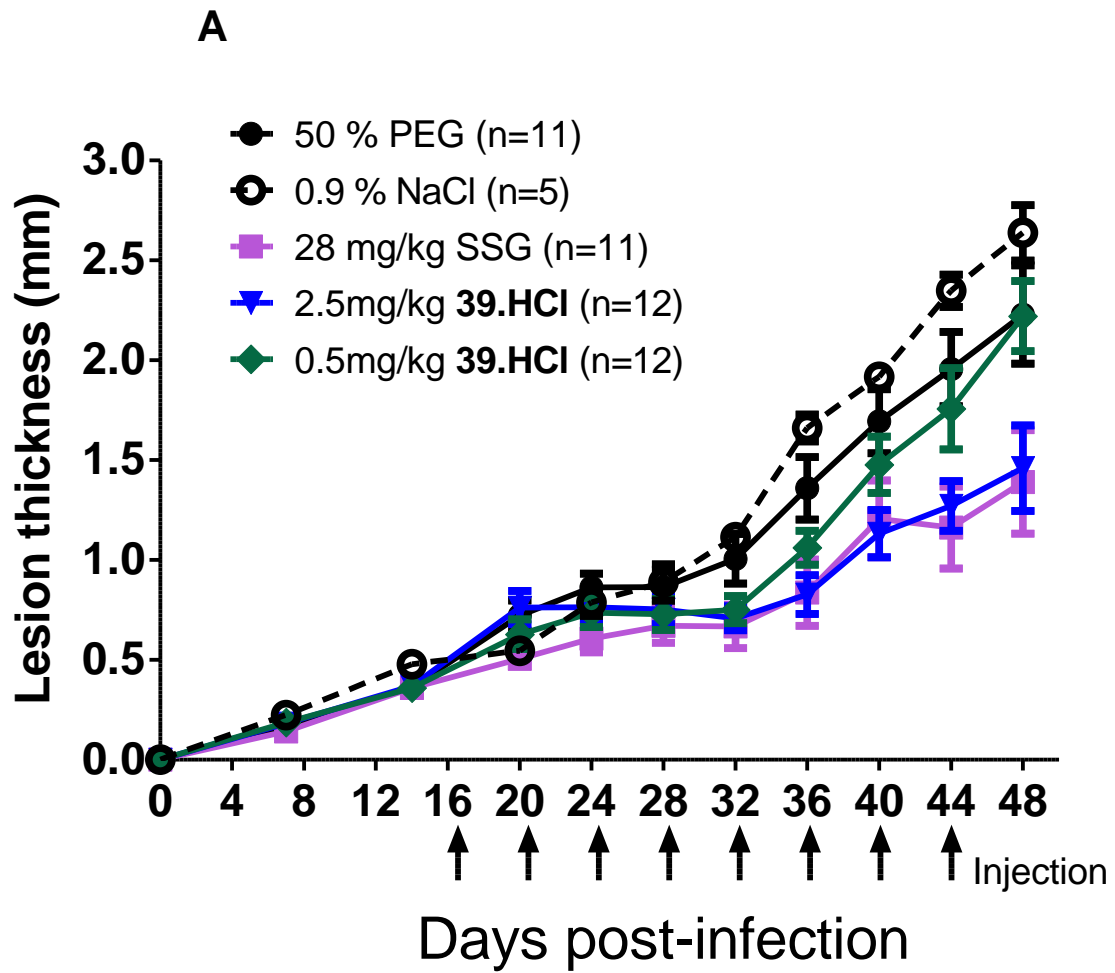 A
50 % PEG (n=11)
0.9 % NaCl (n=5)
28 mg/kg SSG (n=11)
2.5mg/kg 39.HCl (n=12)
0.5mg/kg 39.HCl (n=12)
Lesion thickness (mm)
3.0
2.5
2.0
1.5
1.0
0.5
0.0
0 4 8 12 16 20 24 28 32 36 40 44 48
Injection
Days post-infection